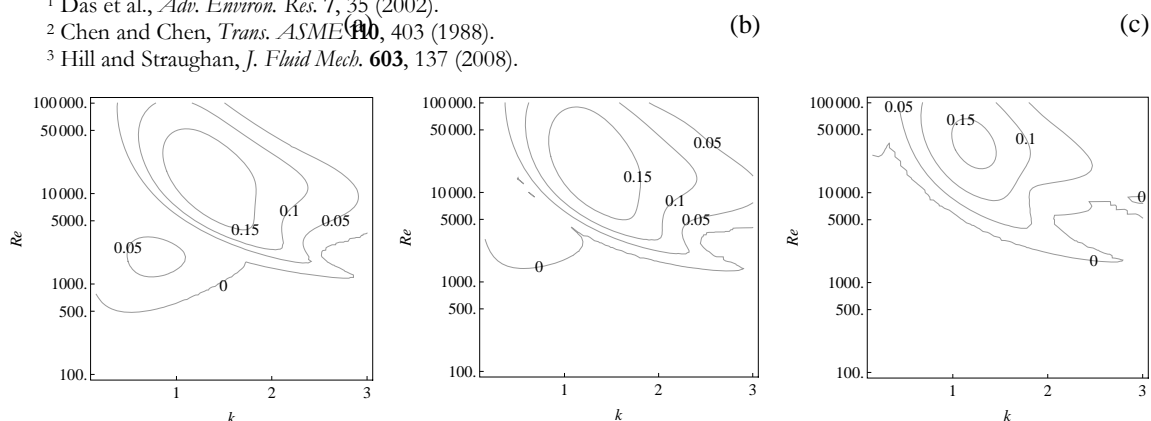 ¹ Das et al., Adv. Environ. Res. 7, 35 (2002).
(a) (b) (c)
² Chen and Chen, Trans. ASME 110, 403 (1988).
³ Hill and Straughan, J. Fluid Mech. 603, 137 (2008).
100 000.
50 000.
10 000.
5000.
1000.
500.
100.
Re
0.05
0.15
0.1
0.05
0
1 2 3
k
100 000.
50 000.
10 000.
5000.
1000.
500.
100.
Re
0.05
0.15
0.1
0.05
0
1 2 3
k
100 000.
50 000.
10 000.
5000.
1000.
500.
100.
Re
0.05
0.15
0.1
0
0
1 2 3
k